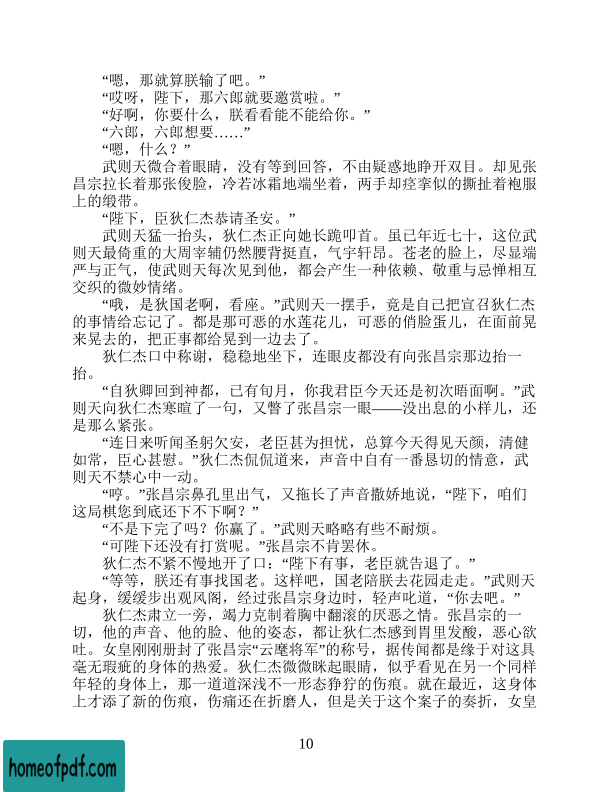 “嗯，那就算朕输了吧。”
“哎呀，陛下，那六郎就要邀赏啦。”
“好啊，你要什么，朕看看能不能给你。”
“六郎，六郎想要……”
“嗯，什么？”
武则天微合着眼睛，没有等到回答，不由疑惑地睁开双目。却见张
昌宗拉长着那张俊脸，冷若冰霜地端坐着，两手却痉挛似的撕扯着袍服
上的缎带。
“陛下，臣狄仁杰恭请圣安。”
武则天猛一抬头，狄仁杰正向她长跪叩首。虽已年近七十，这位武
则天最倚重的大周宰辅仍然腰背挺直，气宇轩昂。苍老的脸上，尽显端
严与正气，使武则天每次见到他，都会产生一种依赖、敬重与忌惮相互
交织的微妙情绪。
“哦，是狄国老啊，看座。”武则天一摆手，竟是自己把宣召狄仁杰
的事情给忘记了。都是那可恶的水莲花儿，可恶的俏脸蛋儿，在面前晃
来晃去的，把正事都给晃到一边去了。
狄仁杰口中称谢，稳稳地坐下，连眼皮都没有向张昌宗那边抬一
抬。
“自狄卿回到神都，已有旬月，你我君臣今天还是初次晤面啊。”武
则天向狄仁杰寒暄了一句，又瞥了张昌宗一眼——没出息的小样儿，还
是那么紧张。
“连日来听闻圣躬欠安，老臣甚为担忧，总算今天得见天颜，清健
如常，臣心甚慰。”狄仁杰侃侃道来，声音中自有一番恳切的情意，武
则天不禁心中一动。
“哼。”张昌宗鼻孔里出气，又拖长了声音撒娇地说，“陛下，咱们
这局棋您到底还下不下啊？”
“不是下完了吗？你赢了。”武则天略略有些不耐烦。
“可陛下还没有打赏呢。”张昌宗不肯罢休。
狄仁杰不紧不慢地开了口：“陛下有事，老臣就告退了。”
“等等，朕还有事找国老。这样吧，国老陪朕去花园走走。”武则天
起身，缓缓步出观风阁，经过张昌宗身边时，轻声叱道，“你去吧。”
狄仁杰肃立一旁，竭力克制着胸中翻滚的厌恶之情。张昌宗的一
切，他的声音、他的脸、他的姿态，都让狄仁杰感到胃里发酸，恶心欲
吐。女皇刚刚册封了张昌宗“云麾将军”的称号，据传闻都是缘于对这具
毫无瑕疵的身体的热爱。狄仁杰微微眯起眼睛，似乎看见在另一个同样
年轻的身体上，那一道道深浅不一形态狰狞的伤痕。就在最近，这身体
上才添了新的伤痕，伤痛还在折磨人，但是关于这个案子的奏折，女皇
10
homeofpdf.com